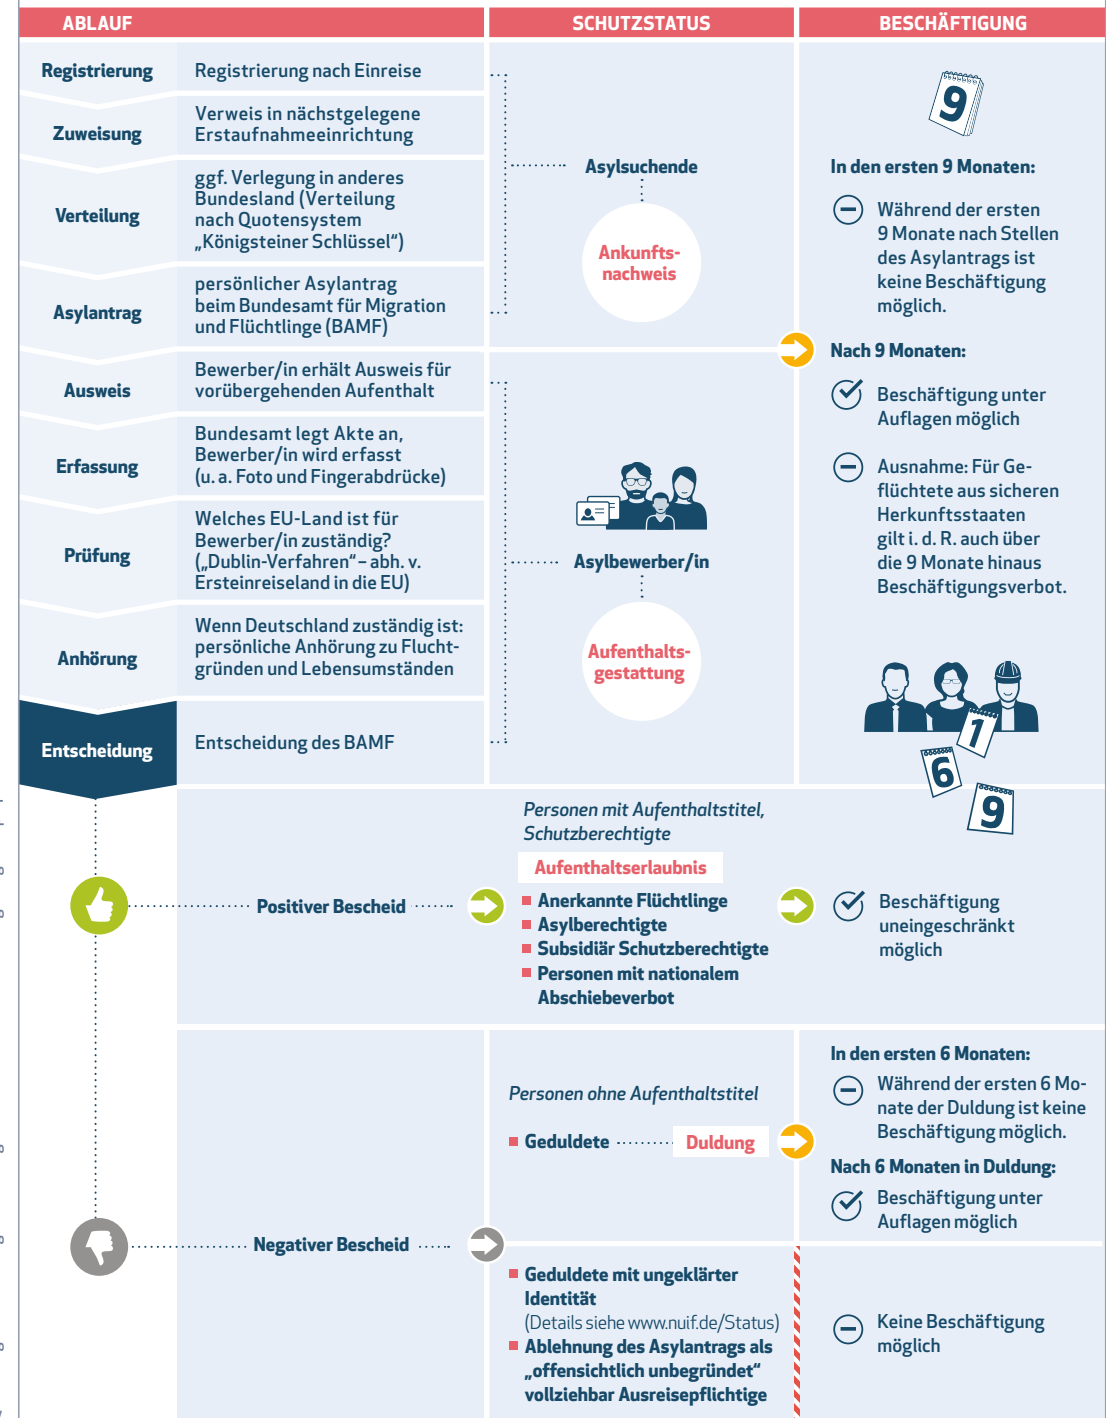 ABLAUF
SCHUTZSTATUS
BESCHÄFTIGUNG
Registrierung
Registrierung nach Einreise
Zuweisung
Verweis in nächstgelegene
Erstaufnahmeeinrichtung
Verteilung
ggf. Verlegung in anderes
Bundesland (Verteilung
nach Quotensystem
„Königsteiner Schlüssel“)
Asylantrag
persönlicher Asylantrag
beim Bundesamt für Migration
und Flüchtlinge (BAMF)
Asylsuchende
Ankunfts-
nachweis
9
In den ersten 9 Monaten:
Während der ersten
9 Monate nach Stellen
des Asylantrags ist
keine Beschäftigung
möglich.
Ausweis
Bewerber/in erhält Ausweis für
vorübergehenden Aufenthalt
Erfassung
Bundesamt legt Akte an,
Bewerber/in wird erfasst
(u. a. Foto und Fingerabdrücke)
Prüfung
Welches EU-Land ist für
Bewerber/in zuständig?
(„Dublin-Verfahren“ – abh. v.
Ersteinreiseland in die EU)
Anhörung
Wenn Deutschland zuständig ist:
persönliche Anhörung zu Flucht-
gründen und Lebensumständen
Entscheidung
Entscheidung des BAMF
Asylbewerber/in
Aufenthalts-
gestattung
Nach 9 Monaten:
Beschäftigung unter
Auflagen möglich
Ausnahme: Für Ge-
flüchtete aus sicheren
Herkunftsstaaten
gilt i. d. R. auch über
die 9 Monate hinaus
Beschäftigungsverbot.
1
6
9
Positiver Bescheid
Personen mit Aufenthaltstitel,
Schutzberechtigte
Aufenthaltserlaubnis
Anerkannte Flüchtlinge
Asylberechtigte
Subsidiär Schutzberechtigte
Personen mit nationalem
Abschiebeverbot
Beschäftigung
uneingeschränkt
möglich
Negativer Bescheid
Personen ohne Aufenthaltstitel
Geduldete
Duldung
In den ersten 6 Monaten:
Während der ersten 6 Mo-
nate der Duldung ist keine
Beschäftigung möglich.
Nach 6 Monaten in Duldung:
Beschäftigung unter
Auflagen möglich
Geduldete mit ungeklärter
Identität
(Details siehe www.nuif.de/Status)
Ablehnung des Asylantrags als
„offensichtlich unbegründet“
vollziehbar Ausreisepflichtige
Keine Beschäftigung
möglich